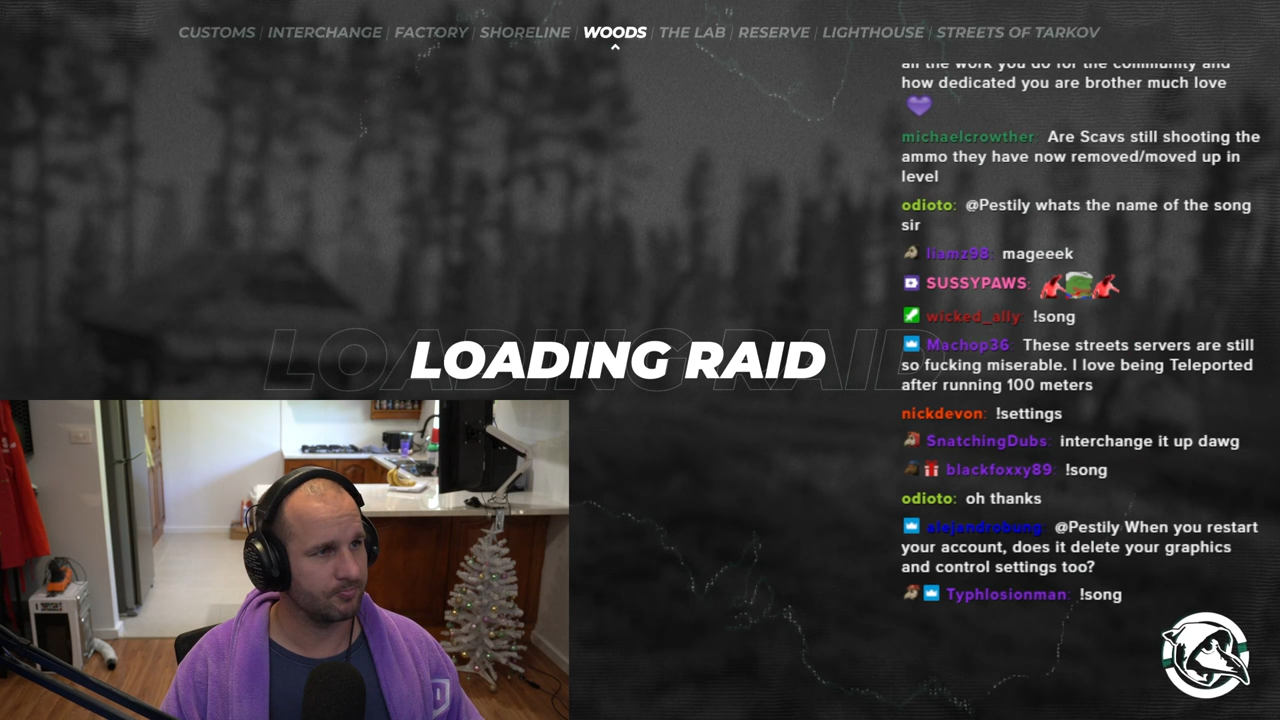 CUSTOMS / INTERCHANGE / FACTORY / SHORELINE / WOODS / THE LAB / RESERVE / LIGHTHOUSE / STREETS OF TARKOV
all the work you do for the community and
how dedicated you are brother much love
michaelcrowther: Are Scavs still shooting the
ammo they have now removed/moved up in
level
odioto: @Pestily whats the name of the song
sir
liamz98: mageeek
SUSSYPAWS:
wicked_ally: !song
Machop36: These streets servers are still
so fucking miserable. I love being Teleported
after running 100 meters
nickdevon: !settings
SnatchingDubs: interchange it up dawg
blackfoxxy89: !song
odioto: oh thanks
alejandrobung: @Pestily When you restart
your account, does it delete your graphics
and control settings too?
Typhlosionman: !song
LOADING RAID
LOADING RAID